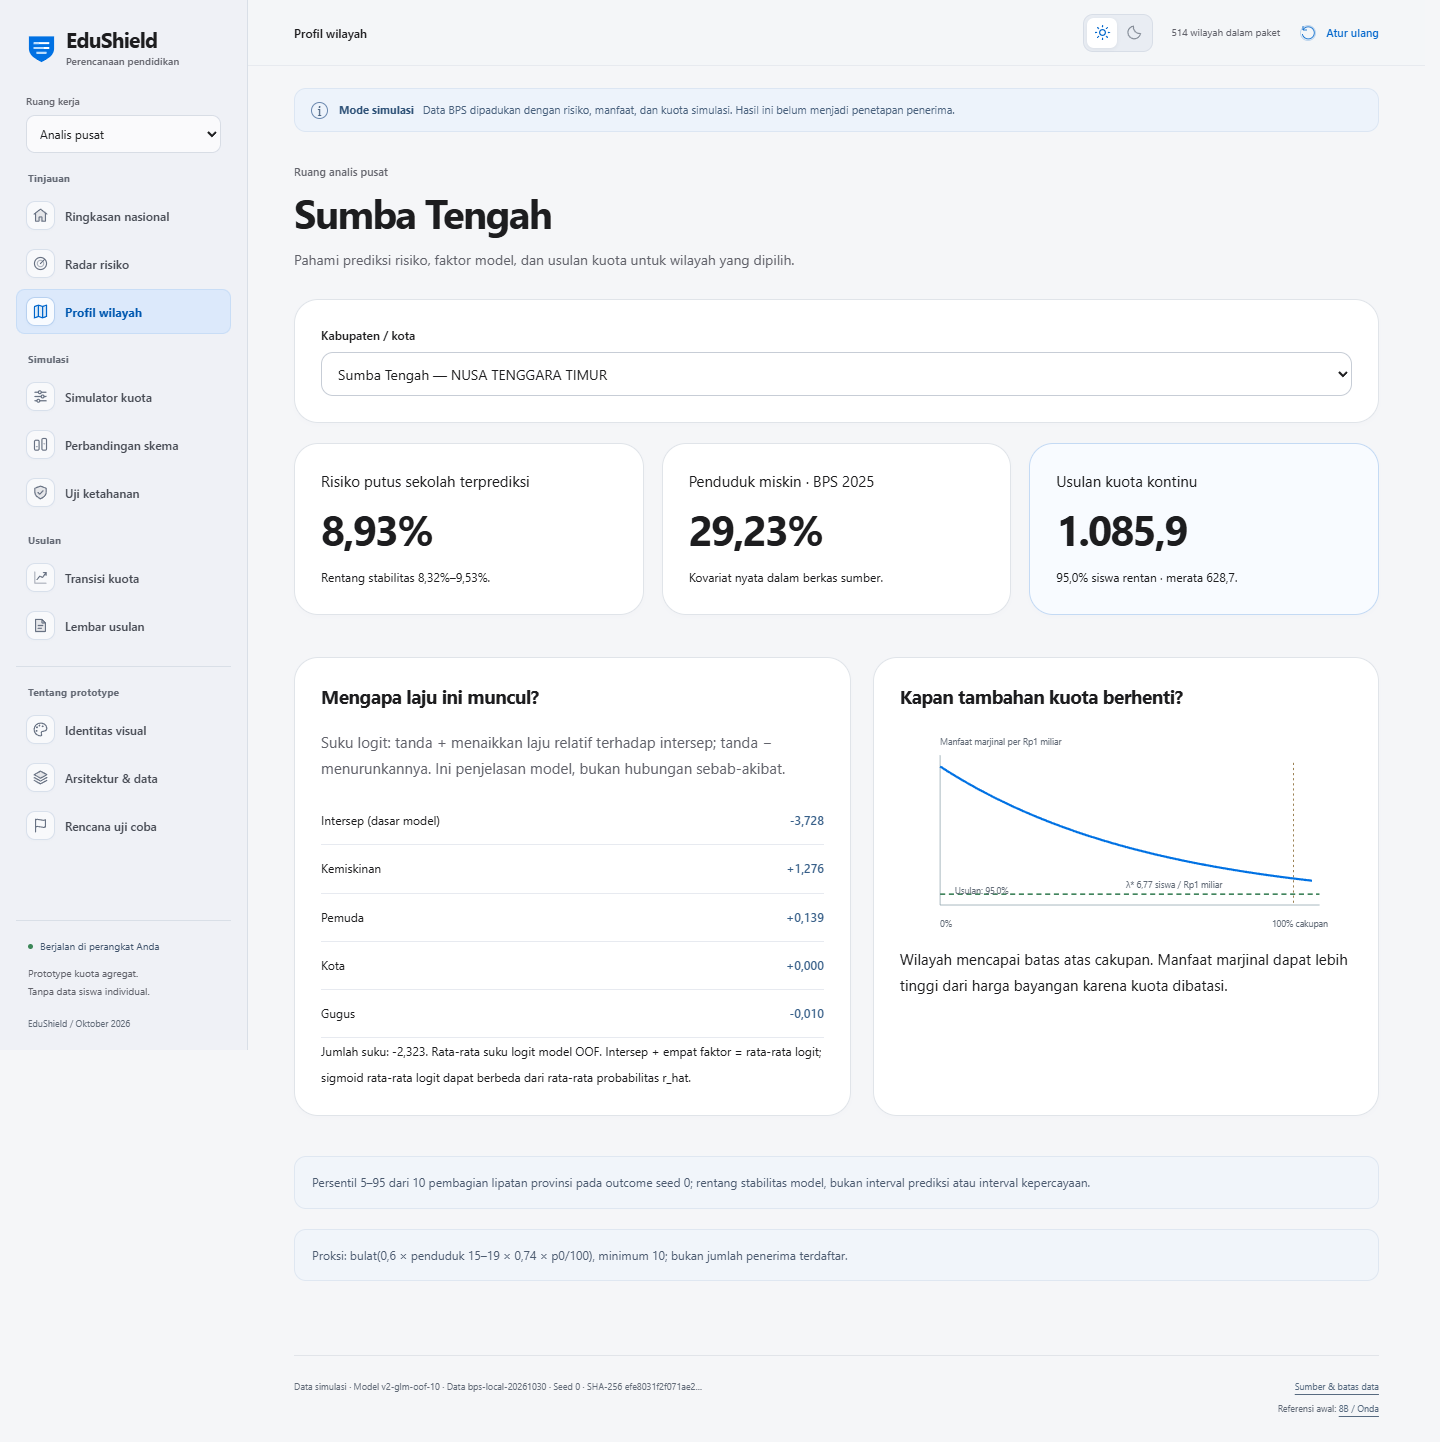 EduShield
Perencanaan pendidikan
Ruang kerja
Analis pusat
Tinjauan
Ringkasan nasional
Radar risiko
Profil wilayah
Simulasi
Simulator kuota
Perbandingan skema
Uji ketahanan
Usulan
Transisi kuota
Lembar usulan
Tentang prototype
Identitas visual
Arsitektur & data
Rencana uji coba
Berjalan di perangkat Anda
Prototype kuota agregat.
Tanpa data siswa individual.
EduShield / Oktober 2026
Profil wilayah
514 wilayah dalam paket
Atur ulang
Mode simulasi Data BPS dipadukan dengan risiko, manfaat, dan kuota simulasi. Hasil ini belum menjadi penetapan penerima.
Ruang analis pusat
Sumba Tengah
Pahami prediksi risiko, faktor model, dan usulan kuota untuk wilayah yang dipilih.
Kabupaten / kota
Sumba Tengah — NUSA TENGGARA TIMUR
Risiko putus sekolah terprediksi
8,93%
Rentang stabilitas 8,32%–9,53%.
Penduduk miskin · BPS 2025
29,23%
Kovariat nyata dalam berkas sumber.
Usulan kuota kontinu
1.085,9
95,0% siswa rentan · merata 628,7.
Mengapa laju ini muncul?
Suku logit: tanda + menaikkan laju relatif terhadap intersep; tanda −
menurunkannya. Ini penjelasan model, bukan hubungan sebab-akibat.
Intersep (dasar model) -3,728
Kemiskinan +1,276
Pemuda +0,139
Kota +0,000
Gugus -0,010
Jumlah suku: -2,323. Rata-rata suku logit model OOF. Intersep + empat faktor = rata-rata logit;
sigmoid rata-rata logit dapat berbeda dari rata-rata probabilitas r_hat.
Kapan tambahan kuota berhenti?
Manfaat marjinal per Rp1 miliar
λ* 6,77 siswa / Rp1 miliar
Usulan: 95,0%
0%
100% cakupan
Wilayah mencapai batas atas cakupan. Manfaat marjinal dapat lebih
tinggi dari harga bayangan karena kuota dibatasi.
Persentil 5–95 dari 10 pembagian lipatan provinsi pada outcome seed 0; rentang stabilitas model, bukan interval prediksi atau interval kepercayaan.
Proksi: bulat(0,6 × penduduk 15–19 × 0,74 × p0/100), minimum 10; bukan jumlah penerima terdaftar.
Data simulasi · Model v2-glm-oof-10 · Data bps-local-20261030 · Seed 0 · SHA-256 efe8031f2f071ae2…
Sumber & batas data
Referensi awal: 8B / Onda